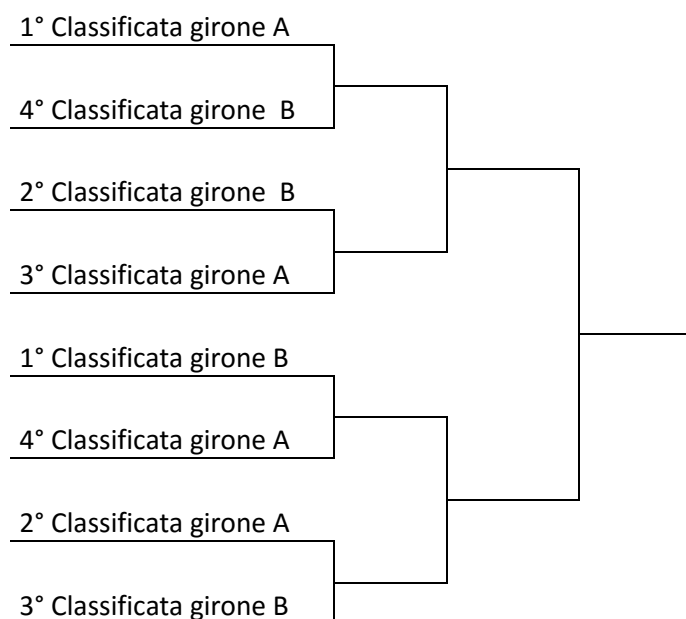 1° Classificata girone A
4° Classificata girone  B
2° Classificata girone  B
3° Classificata girone A
1° Classificata girone B
4° Classificata girone A
2° Classificata girone A
3° Classificata girone B